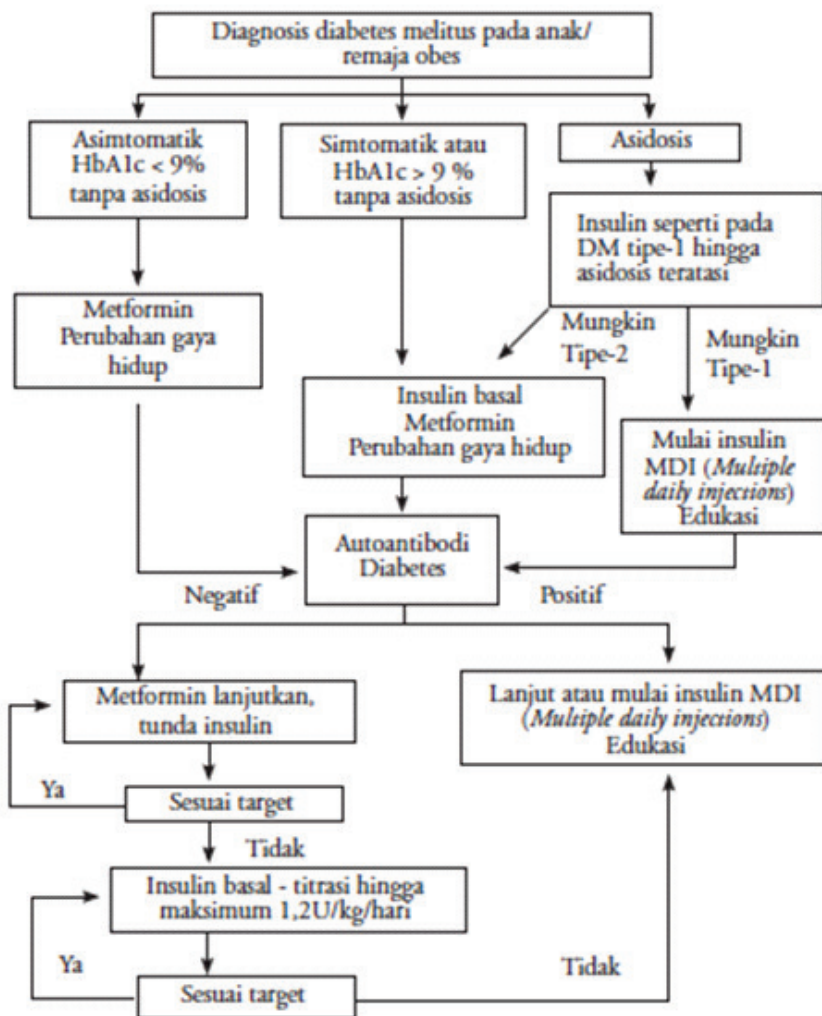 Diagnosis diabetes melitus pada anak/
remaja obes
Asimtomatik
HbA1c < 9%
tanpa asidosis
Simtomatik atau
HbA1c > 9 %
tanpa asidosis
Asidosis
Insulin seperti pada
DM tipe-1 hingga
asidosis teratasi
Metformin
Perubahan gaya
hidup
Mungkin
Tipe-2
Mungkin
Tipe-1
Insulin basal
Metformin
Perubahan gaya hidup
Mulai insulin
MDI (Multiple
daily injections)
Edukasi
Autoantibodi
Diabetes
Negatif
Positif
Metformin lanjutkan,
tunda insulin
Lanjut atau mulai insulin MDI
(Multiple daily injections)
Edukasi
Ya
Sesuai target
Tidak
Insulin basal - titrasi hingga
maksimum 1,2U/kg/hari
Ya
Tidak
Sesuai target